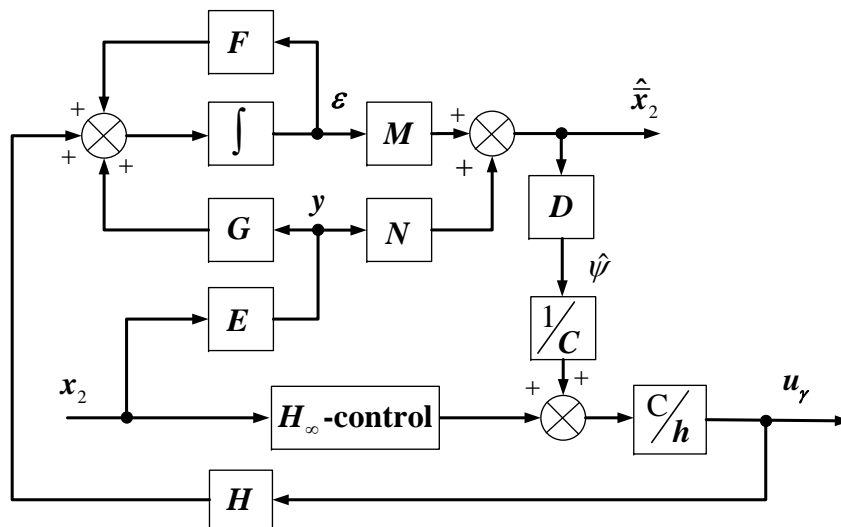 F
ε
x̄̂₂
+
+
+
∫
M
+
+
y
G
N
D
ψ̂
E
1/C
x₂
+
+
uᵧ
H∞-control
C/h
H